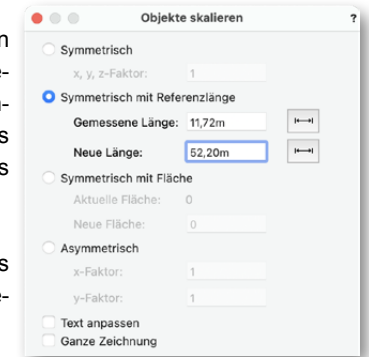 Objekte skalieren ?
Symmetrisch
x, y, z-Faktor: 1
Symmetrisch mit Referenzlänge
Gemessene Länge: 11,72m
Neue Länge: 52,20m
Symmetrisch mit Fläche
Aktuelle Fläche: 0
Neue Fläche: 0
Asymmetrisch
x-Faktor: 1
y-Faktor: 1
Text anpassen
Ganze Zeichnung